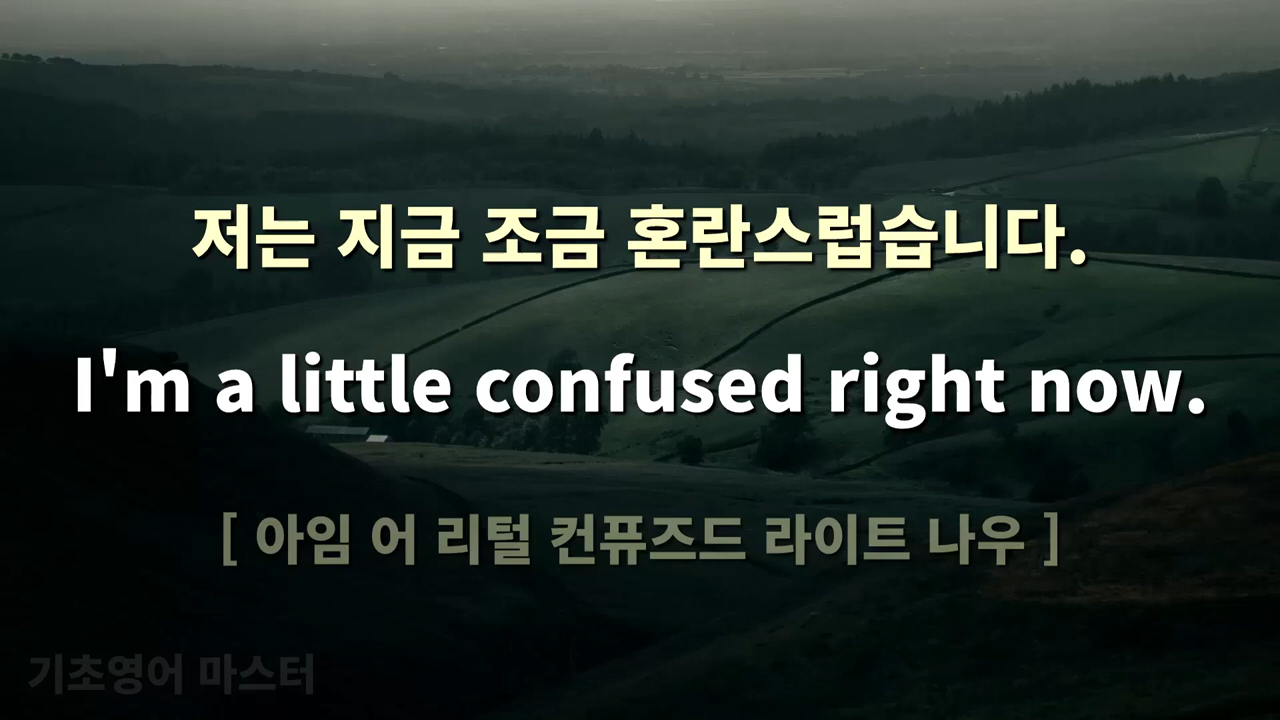 저는 지금 조금 혼란스럽습니다.
I'm a little confused right now.
[ 아임 어 리털 컨퓨즈드 라이트 나우 ]
기초영어 마스터